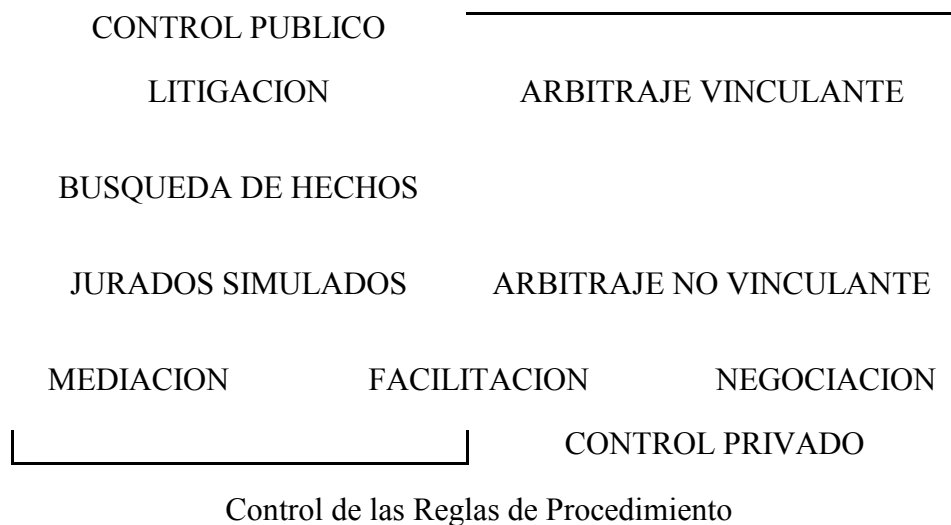 CONTROL PUBLICO
LITIGACION ARBITRAJE VINCULANTE
BUSQUEDA DE HECHOS
JURADOS SIMULADOS ARBITRAJE NO VINCULANTE
MEDIACION FACILITACION NEGOCIACION
CONTROL PRIVADO
Control de las Reglas de Procedimiento